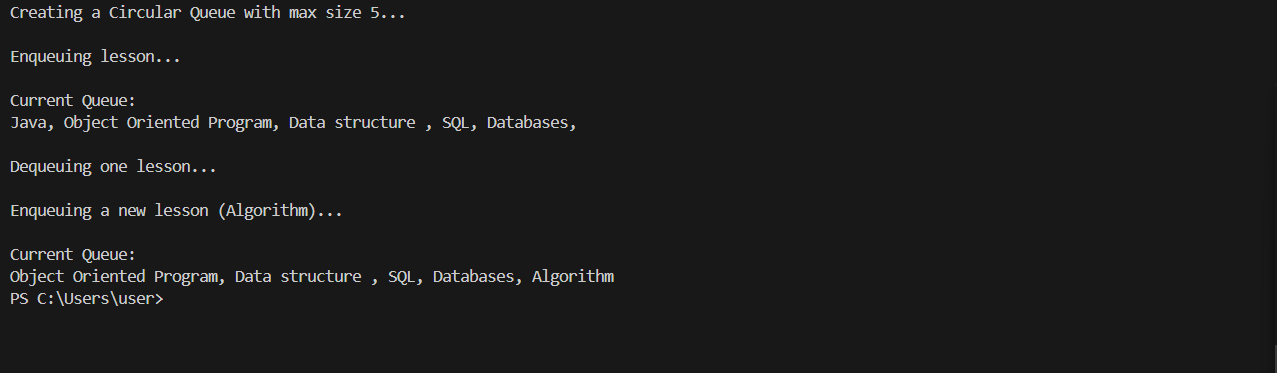 Creating a Circular Queue with max size 5...
Enqueuing lesson...
Current Queue:
Java, Object Oriented Program, Data structure , SQL, Databases,
Dequeuing one lesson...
Enqueuing a new lesson (Algorithm)...
Current Queue:
Object Oriented Program, Data structure , SQL, Databases, Algorithm
PS C:\Users\user>